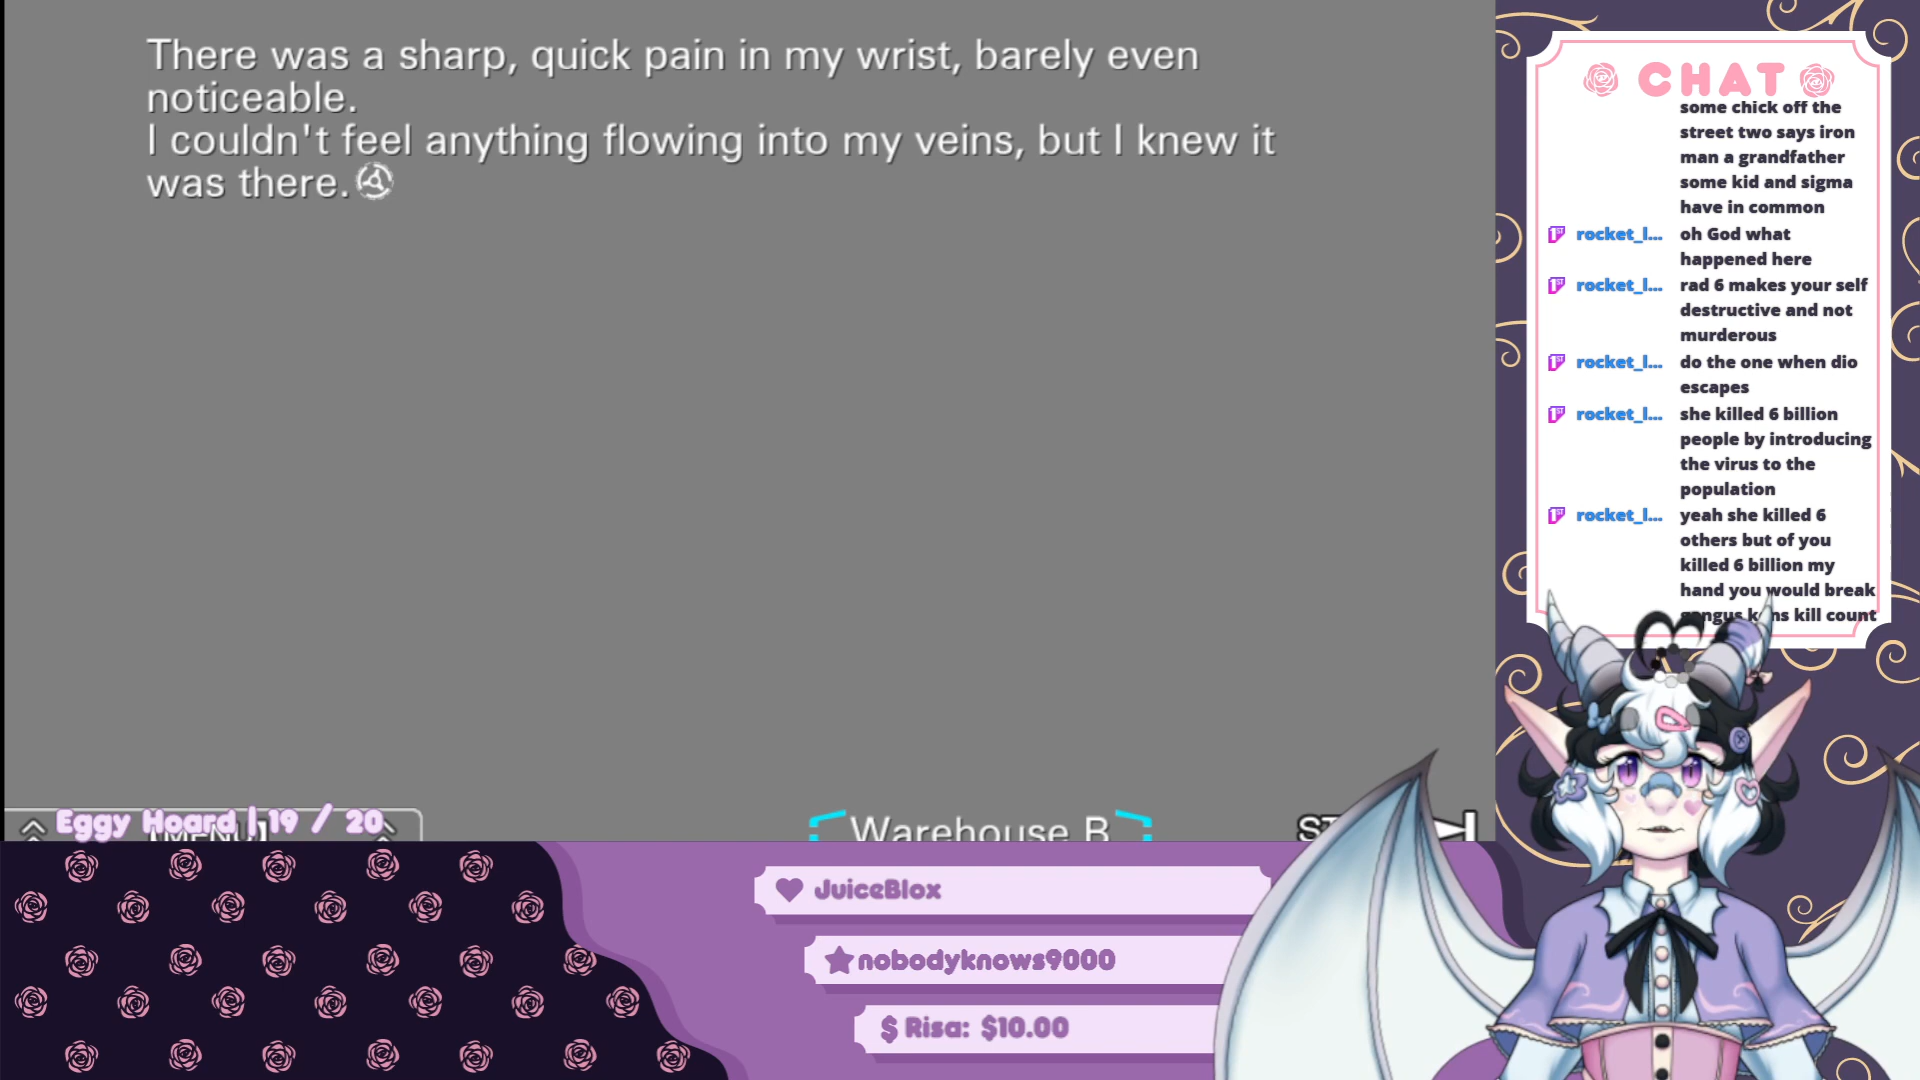 There was a sharp, quick pain in my wrist, barely even
noticeable.
I couldn't feel anything flowing into my veins, but I knew it
was there.
CHAT
some chick off the
street two says iron
man a grandfather
some kid and sigma
have in common
rocket_l... oh God what
happened here
rocket_l... rad 6 makes your self
destructive and not
murderous
rocket_l... do the one when dio
escapes
rocket_l... she killed 6 billion
people by introducing
the virus to the
population
rocket_l... yeah she killed 6
others but of you
killed 6 billion my
hand you would break
kill count
Eggy Hoard | 19 / 20
[MENU]
Warehouse B
JuiceBlox
nobodyknows9000
$ Risa: $10.00